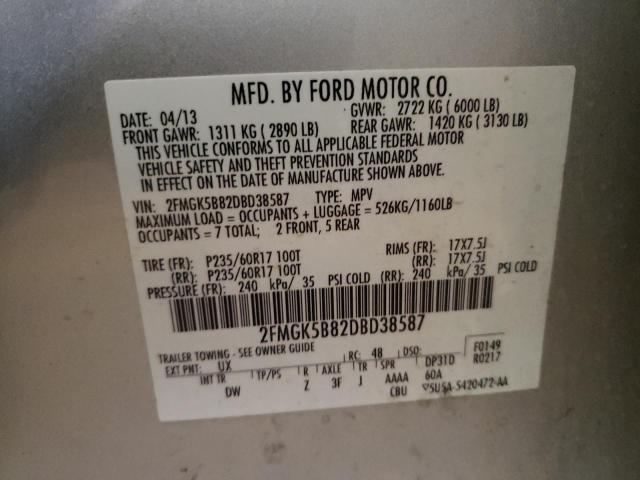 MFD. BY FORD MOTOR CO.
DATE: 04/13 GVWR: 2722 KG ( 6000 LB)
FRONT GAWR: 1311 KG ( 2890 LB) REAR GAWR: 1420 KG ( 3130 LB)
THIS VEHICLE CONFORMS TO ALL APPLICABLE FEDERAL MOTOR
VEHICLE SAFETY AND THEFT PREVENTION STANDARDS
IN EFFECT ON THE DATE OF MANUFACTURE SHOWN ABOVE.
VIN: 2FMGK5B82DBD38587 TYPE: MPV
MAXIMUM LOAD = OCCUPANTS + LUGGAGE = 526KG/1160LB
OCCUPANTS = 7 TOTAL; 2 FRONT, 5 REAR
TIRE (FR): P235/60R17 100T RIMS (FR): 17X7.5J
(RR): P235/60R17 100T (RR): 17X7.5J
PRESSURE (FR): 240 kPa/ 35 PSI COLD (RR): 240 kPa/ 35 PSI COLD
2FMGK5B82DBD38587
TRAILER TOWING - SEE OWNER GUIDE
EXT PNT: UX RC: 48 DSO: F0149
INT TR TP/PS R AXLE TR SPR DP31D R0217
DW Z 3F J AAAA 60A
CBU 5U5A-5420472-AA